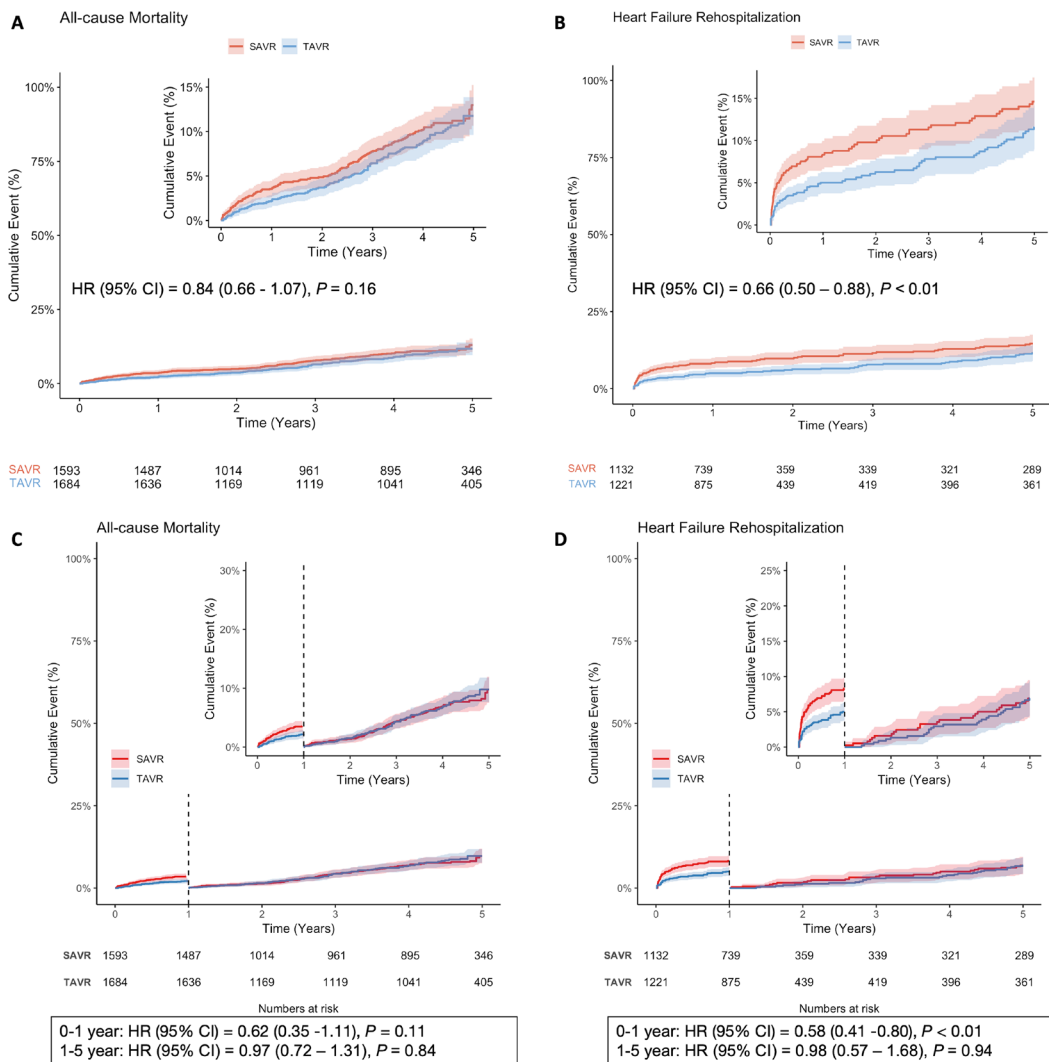 A All-cause Mortality
SAVR TAVR
100%
75%
50%
25%
0%
Cumulative Event (%)
15%
10%
5%
0%
Cumulative Event (%)
0 1 2 3 4 5
Time (Years)
HR (95% CI) = 0.84 (0.66 - 1.07), P = 0.16
0 1 2 3 4 5
Time (Years)
SAVR 1593 1487 1014 961 895 346
TAVR 1684 1636 1169 1119 1041 405
B Heart Failure Rehospitalization
SAVR TAVR
100%
75%
50%
25%
0%
Cumulative Event (%)
15%
10%
5%
0%
Cumulative Event (%)
0 1 2 3 4 5
Time (Years)
HR (95% CI) = 0.66 (0.50 – 0.88), P < 0.01
0 1 2 3 4 5
Time (Years)
SAVR 1132 739 359 339 321 289
TAVR 1221 875 439 419 396 361
C All-cause Mortality
100%
75%
50%
25%
0%
Cumulative Event (%)
30%
20%
10%
0%
Cumulative Event (%)
0 1 2 3 4 5
Time (Years)
SAVR
TAVR
0 1 2 3 4 5
Time (Years)
SAVR 1593 1487 1014 961 895 346
TAVR 1684 1636 1169 1119 1041 405
Numbers at risk
0-1 year: HR (95% CI) = 0.62 (0.35 -1.11), P = 0.11
1-5 year: HR (95% CI) = 0.97 (0.72 – 1.31), P = 0.84
D Heart Failure Rehospitalization
100%
75%
50%
25%
0%
Cumulative Event (%)
25%
20%
15%
10%
5%
0%
Cumulative Event (%)
0 1 2 3 4 5
Time (Years)
SAVR
TAVR
0 1 2 3 4 5
Time (Years)
SAVR 1132 739 359 339 321 289
TAVR 1221 875 439 419 396 361
Numbers at risk
0-1 year: HR (95% CI) = 0.58 (0.41 -0.80), P < 0.01
1-5 year: HR (95% CI) = 0.98 (0.57 – 1.68), P = 0.94